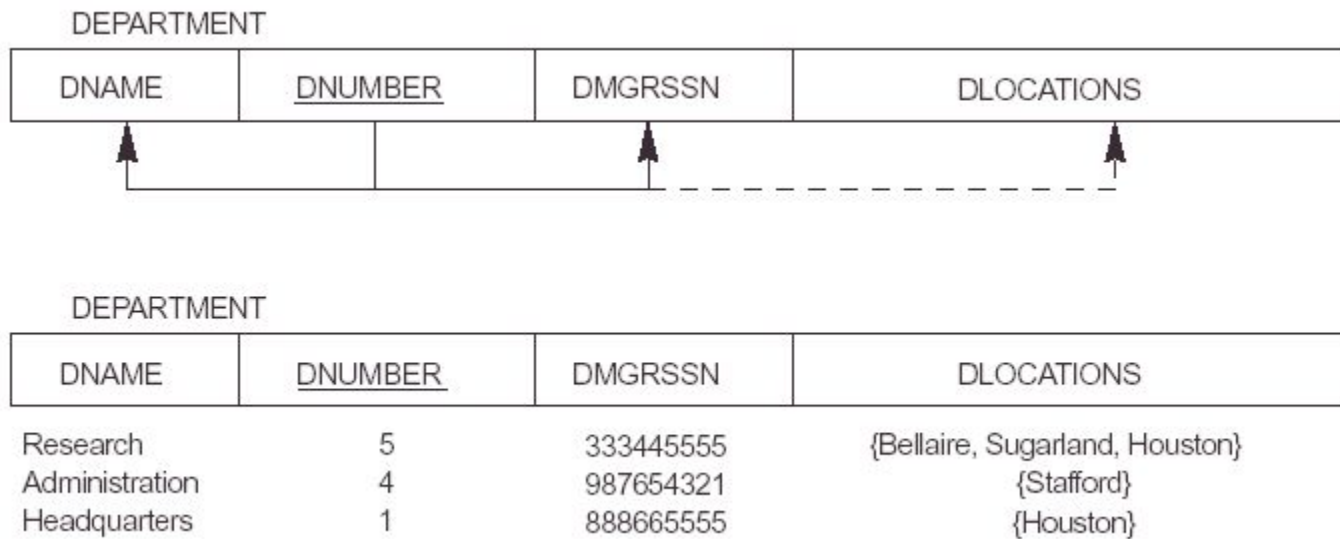 DEPARTMENT
DNAME DNUMBER DMGRSSN DLOCATIONS
DEPARTMENT
DNAME DNUMBER DMGRSSN DLOCATIONS
Research 5 333445555 {Bellaire, Sugarland, Houston}
Administration 4 987654321 {Stafford}
Headquarters 1 888665555 {Houston}